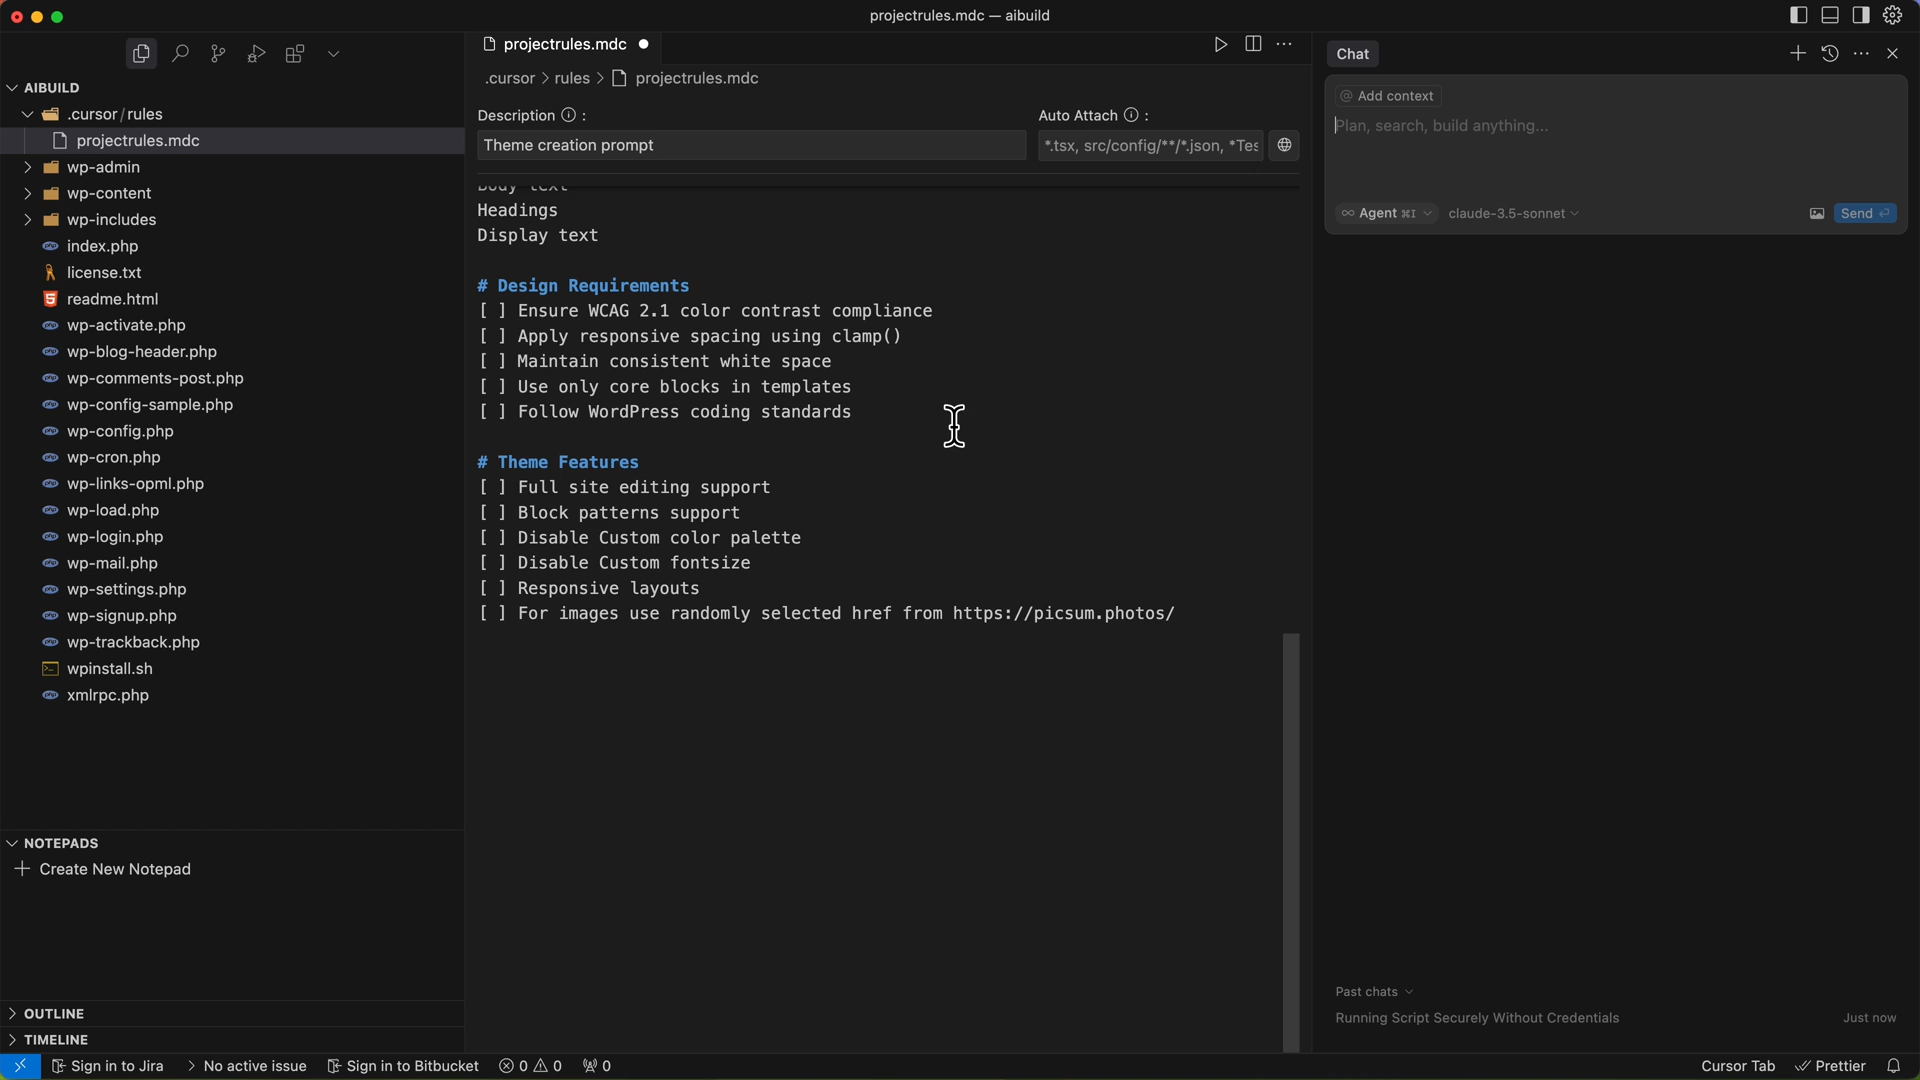 projectrules.mdc — aibuild
AIBUILD
.cursor/rules
projectrules.mdc
wp-admin
wp-content
wp-includes
index.php
license.txt
readme.html
wp-activate.php
wp-blog-header.php
wp-comments-post.php
wp-config-sample.php
wp-config.php
wp-cron.php
wp-links-opml.php
wp-load.php
wp-login.php
wp-mail.php
wp-settings.php
wp-signup.php
wp-trackback.php
wpinstall.sh
xmlrpc.php
NOTEPADS
Create New Notepad
OUTLINE
TIMELINE
projectrules.mdc
.cursor > rules > projectrules.mdc
Description :
Auto Attach :
Theme creation prompt
*.tsx, src/config/**/*.json, *Tes
Body text
Headings
Display text
# Design Requirements
[ ] Ensure WCAG 2.1 color contrast compliance
[ ] Apply responsive spacing using clamp()
[ ] Maintain consistent white space
[ ] Use only core blocks in templates
[ ] Follow WordPress coding standards
# Theme Features
[ ] Full site editing support
[ ] Block patterns support
[ ] Disable Custom color palette
[ ] Disable Custom fontsize
[ ] Responsive layouts
[ ] For images use randomly selected href from https://picsum.photos/
Chat
@ Add context
Plan, search, build anything...
∞ Agent ⌘I
claude-3.5-sonnet
Send
Past chats
Running Script Securely Without Credentials
Just now
Sign in to Jira
No active issue
Sign in to Bitbucket
0
0
0
Cursor Tab
Prettier